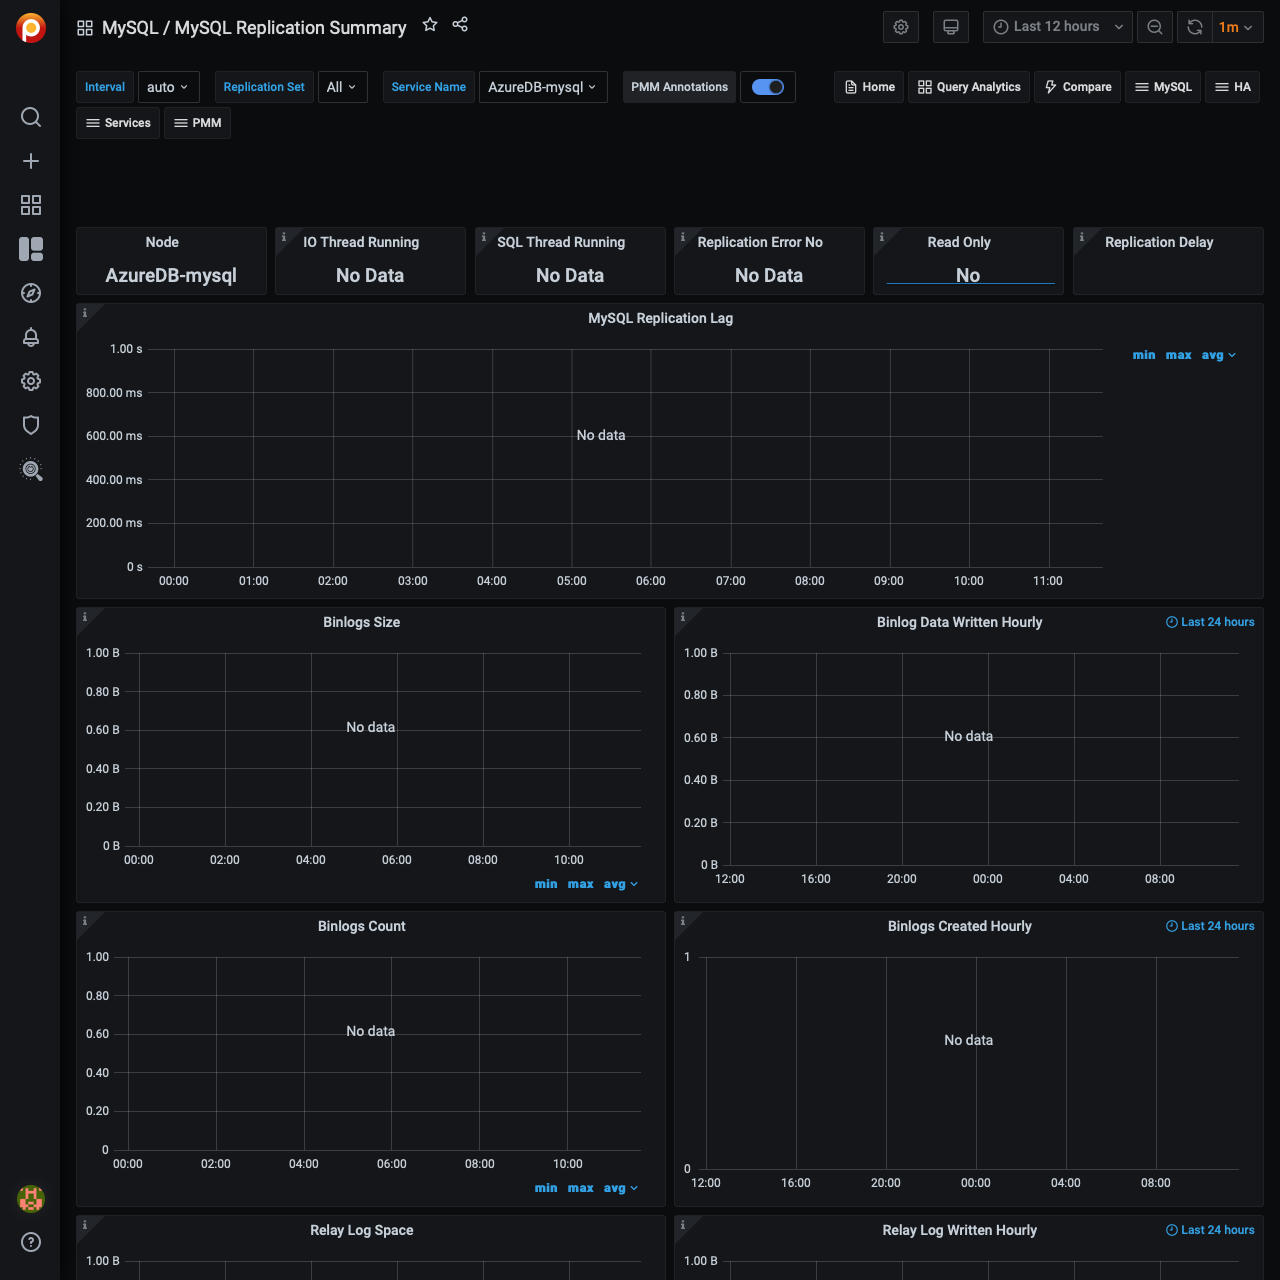 MySQL / MySQL Replication Summary
Last 12 hours
1m
Interval
auto
Replication Set
All
Service Name
AzureDB-mysql
PMM Annotations
Home
Query Analytics
Compare
MySQL
HA
Services
PMM
Node
AzureDB-mysql
IO Thread Running
No Data
SQL Thread Running
No Data
Replication Error No
No Data
Read Only
No
Replication Delay
MySQL Replication Lag
1.00 s
800.00 ms
600.00 ms
400.00 ms
200.00 ms
0 s
No data
00:00 01:00 02:00 03:00 04:00 05:00 06:00 07:00 08:00 09:00 10:00 11:00
min max avg
Binlogs Size
1.00 B
0.80 B
0.60 B
0.40 B
0.20 B
0 B
No data
00:00 02:00 04:00 06:00 08:00 10:00
min max avg
Binlog Data Written Hourly
Last 24 hours
1.00 B
0.80 B
0.60 B
0.40 B
0.20 B
0 B
No data
12:00 16:00 20:00 00:00 04:00 08:00
Binlogs Count
1.00
0.80
0.60
0.40
0.20
0
No data
00:00 02:00 04:00 06:00 08:00 10:00
min max avg
Binlogs Created Hourly
Last 24 hours
1
0
No data
12:00 16:00 20:00 00:00 04:00 08:00
Relay Log Space
1.00 B
Relay Log Written Hourly
Last 24 hours
1.00 B